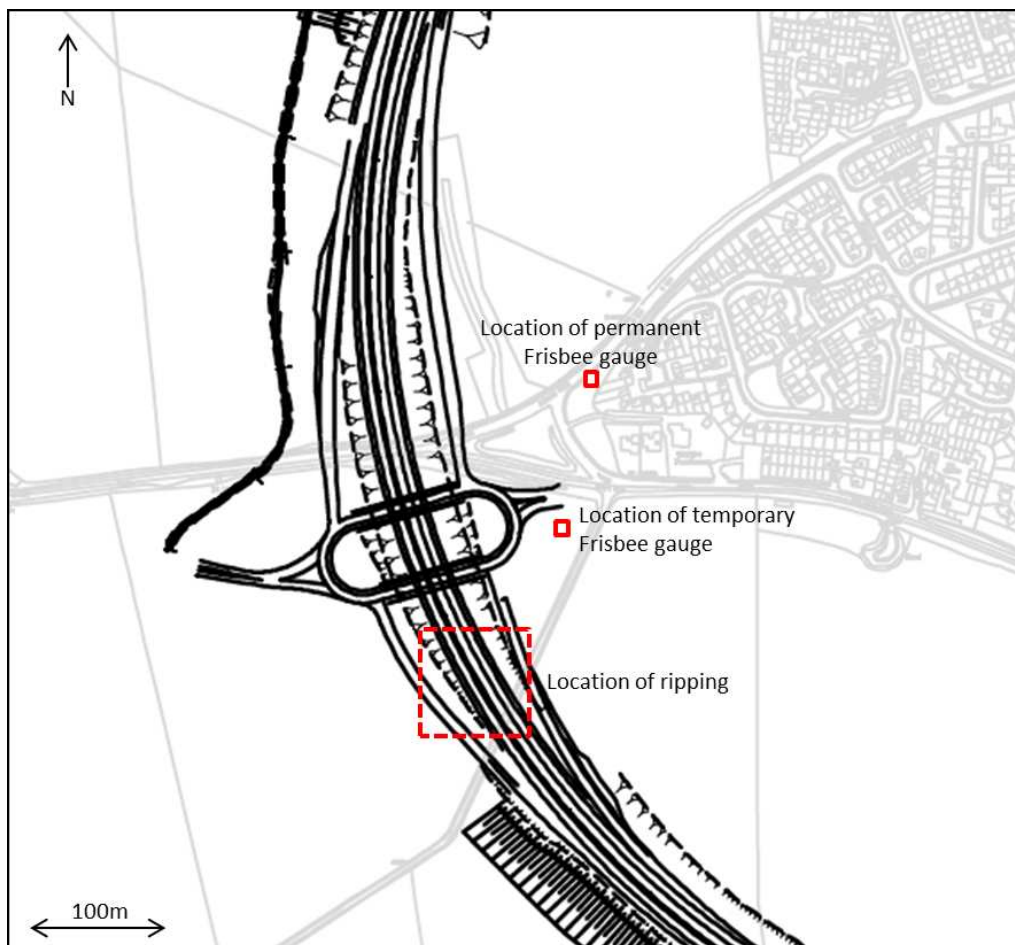 N
Location of permanent
Frisbee gauge
Location of temporary
Frisbee gauge
Location of ripping
100m